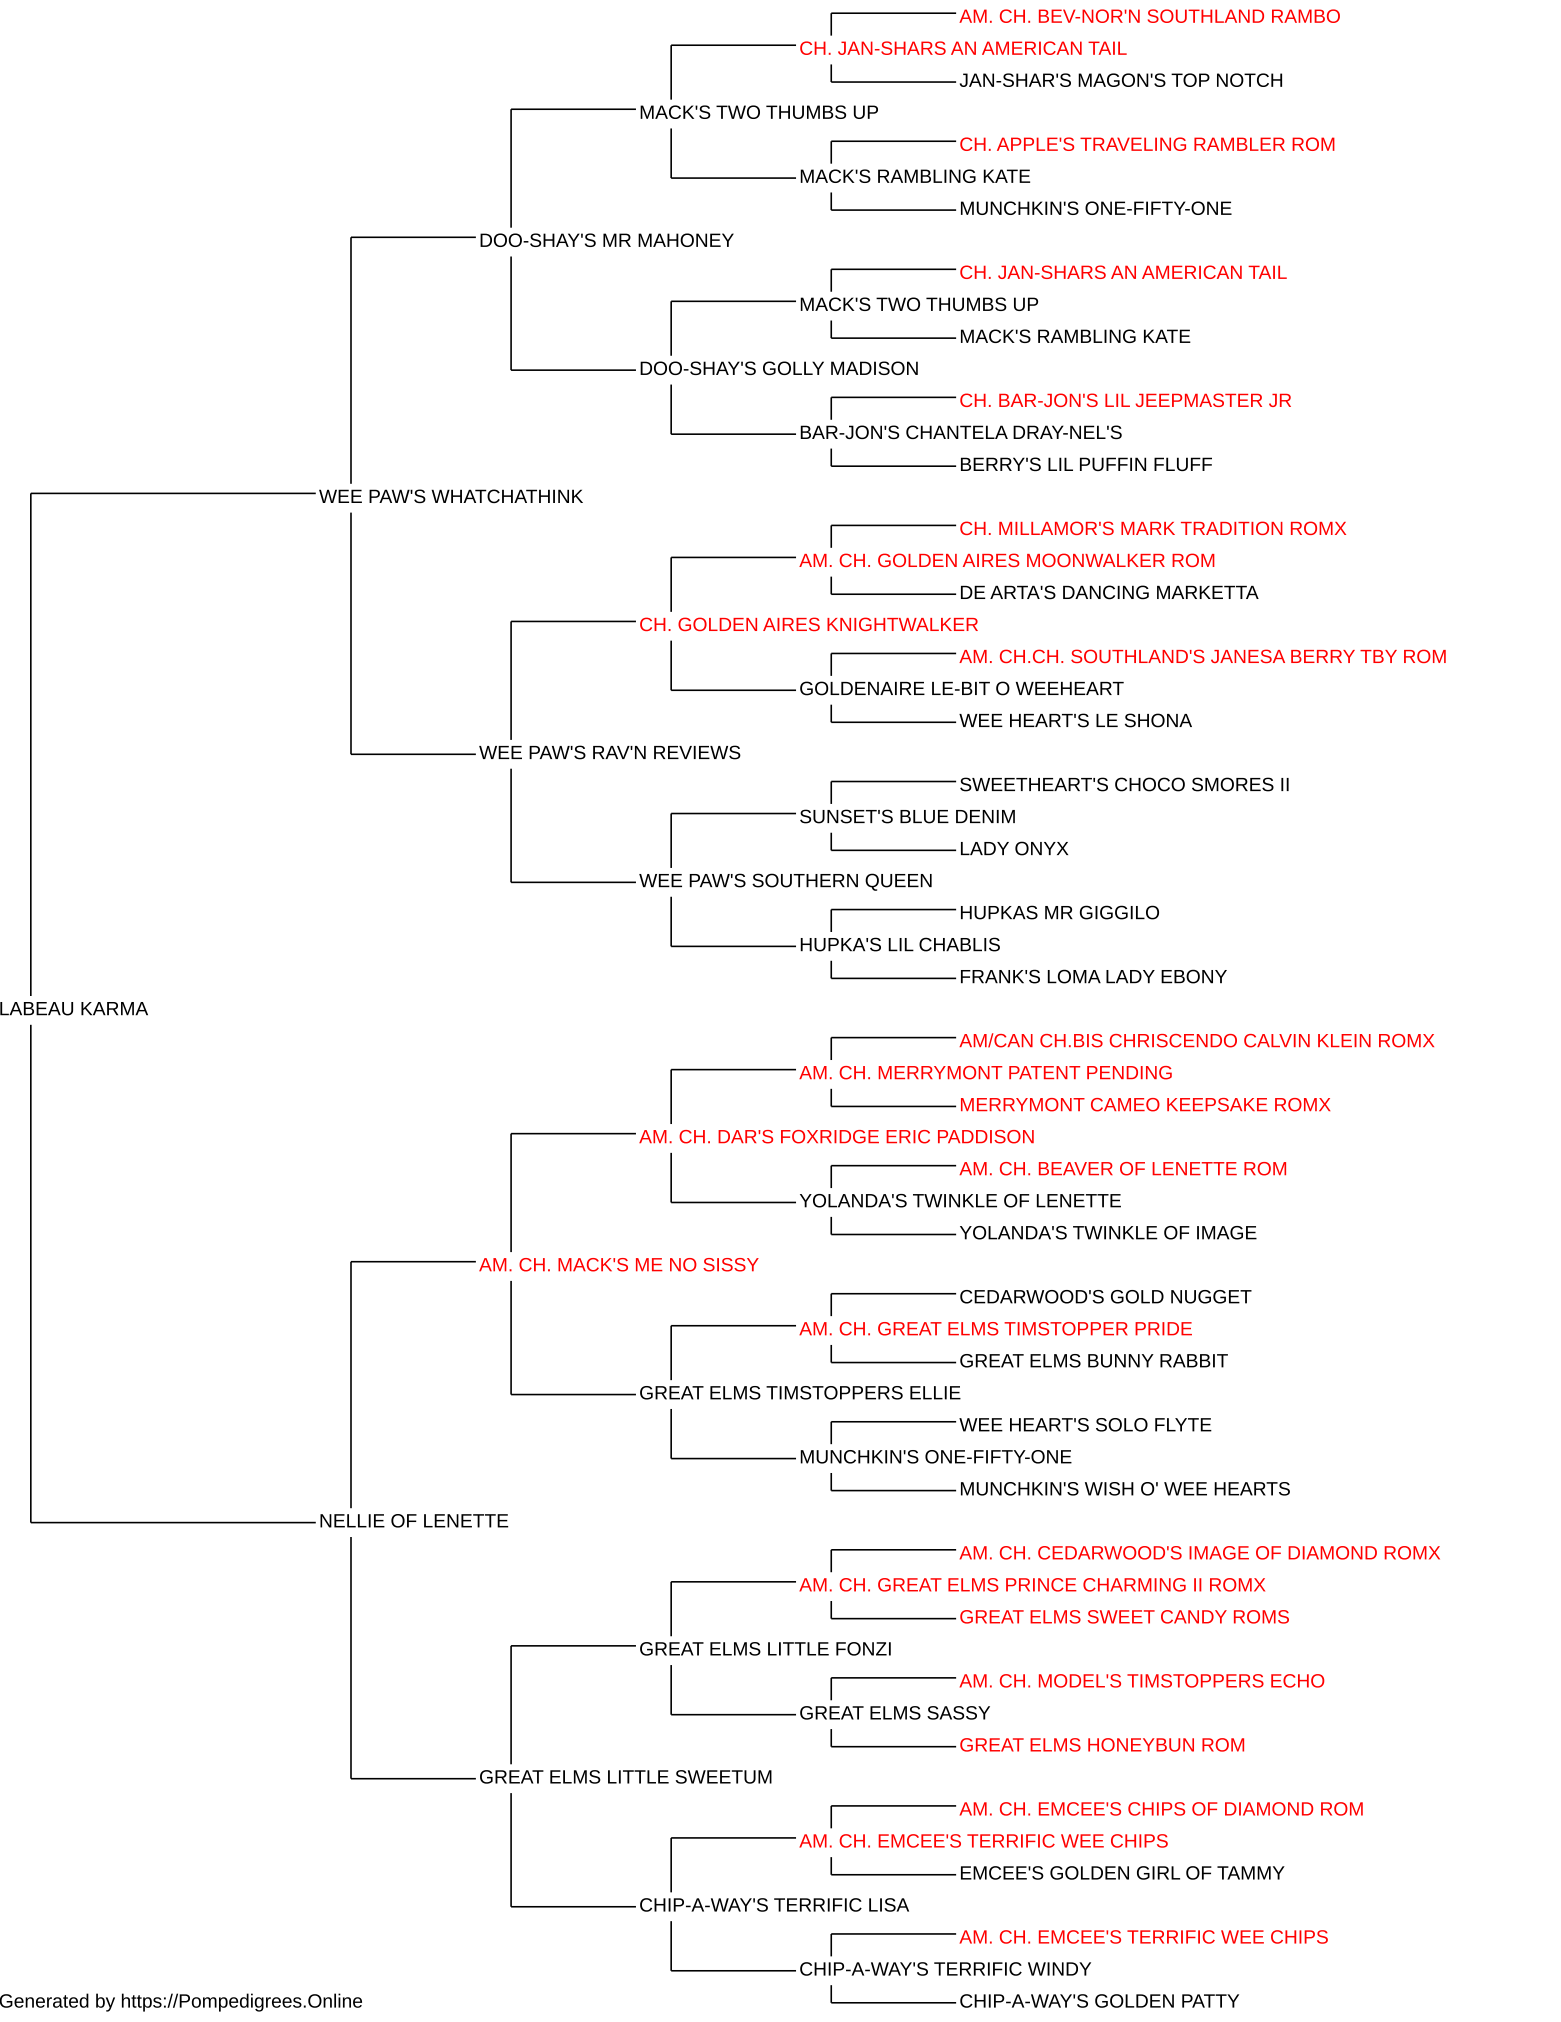 AM. CH. BEV-NOR'N SOUTHLAND RAMBO
CH. JAN-SHARS AN AMERICAN TAIL
JAN-SHAR'S MAGON'S TOP NOTCH
MACK'S TWO THUMBS UP
CH. APPLE'S TRAVELING RAMBLER ROM
MACK'S RAMBLING KATE
MUNCHKIN'S ONE-FIFTY-ONE
DOO-SHAY'S MR MAHONEY
CH. JAN-SHARS AN AMERICAN TAIL
MACK'S TWO THUMBS UP
MACK'S RAMBLING KATE
DOO-SHAY'S GOLLY MADISON
CH. BAR-JON'S LIL JEEPMASTER JR
BAR-JON'S CHANTELA DRAY-NEL'S
BERRY'S LIL PUFFIN FLUFF
WEE PAW'S WHATCHATHINK
CH. MILLAMOR'S MARK TRADITION ROMX
AM. CH. GOLDEN AIRES MOONWALKER ROM
DE ARTA'S DANCING MARKETTA
CH. GOLDEN AIRES KNIGHTWALKER
AM. CH.CH. SOUTHLAND'S JANESA BERRY TBY ROM
GOLDENAIRE LE-BIT O WEEHEART
WEE HEART'S LE SHONA
WEE PAW'S RAV'N REVIEWS
SWEETHEART'S CHOCO SMORES II
SUNSET'S BLUE DENIM
LADY ONYX
WEE PAW'S SOUTHERN QUEEN
HUPKAS MR GIGGILO
HUPKA'S LIL CHABLIS
FRANK'S LOMA LADY EBONY
LABEAU KARMA
AM/CAN CH.BIS CHRISCENDO CALVIN KLEIN ROMX
AM. CH. MERRYMONT PATENT PENDING
MERRYMONT CAMEO KEEPSAKE ROMX
AM. CH. DAR'S FOXRIDGE ERIC PADDISON
AM. CH. BEAVER OF LENETTE ROM
YOLANDA'S TWINKLE OF LENETTE
YOLANDA'S TWINKLE OF IMAGE
AM. CH. MACK'S ME NO SISSY
CEDARWOOD'S GOLD NUGGET
AM. CH. GREAT ELMS TIMSTOPPER PRIDE
GREAT ELMS BUNNY RABBIT
GREAT ELMS TIMSTOPPERS ELLIE
WEE HEART'S SOLO FLYTE
MUNCHKIN'S ONE-FIFTY-ONE
MUNCHKIN'S WISH O' WEE HEARTS
NELLIE OF LENETTE
AM. CH. CEDARWOOD'S IMAGE OF DIAMOND ROMX
AM. CH. GREAT ELMS PRINCE CHARMING II ROMX
GREAT ELMS SWEET CANDY ROMS
GREAT ELMS LITTLE FONZI
AM. CH. MODEL'S TIMSTOPPERS ECHO
GREAT ELMS SASSY
GREAT ELMS HONEYBUN ROM
GREAT ELMS LITTLE SWEETUM
AM. CH. EMCEE'S CHIPS OF DIAMOND ROM
AM. CH. EMCEE'S TERRIFIC WEE CHIPS
EMCEE'S GOLDEN GIRL OF TAMMY
CHIP-A-WAY'S TERRIFIC LISA
AM. CH. EMCEE'S TERRIFIC WEE CHIPS
CHIP-A-WAY'S TERRIFIC WINDY
CHIP-A-WAY'S GOLDEN PATTY
Generated by https://Pompedigrees.Online